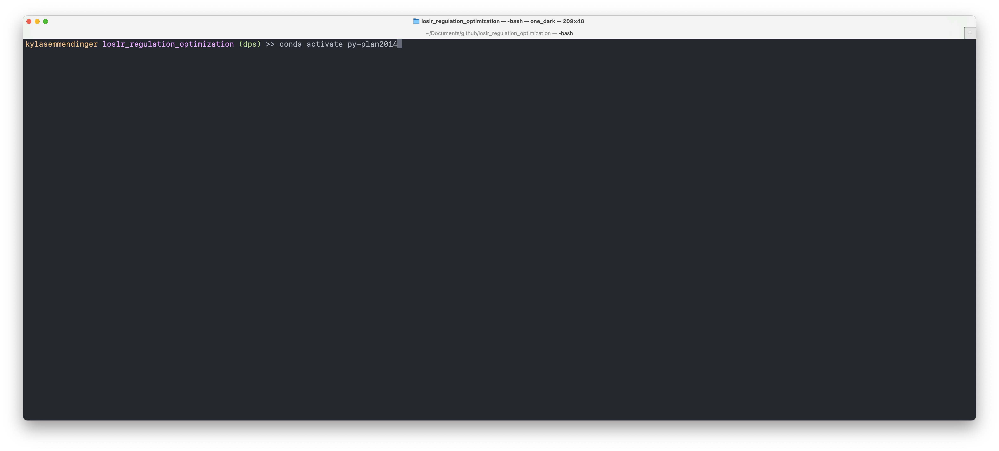 loslr_regulation_optimization — -bash — one_dark — 209×40
~/Documents/github/loslr_regulation_optimization — -bash
+
kylasemmendinger loslr_regulation_optimization (dps) >> conda activate py-plan2014